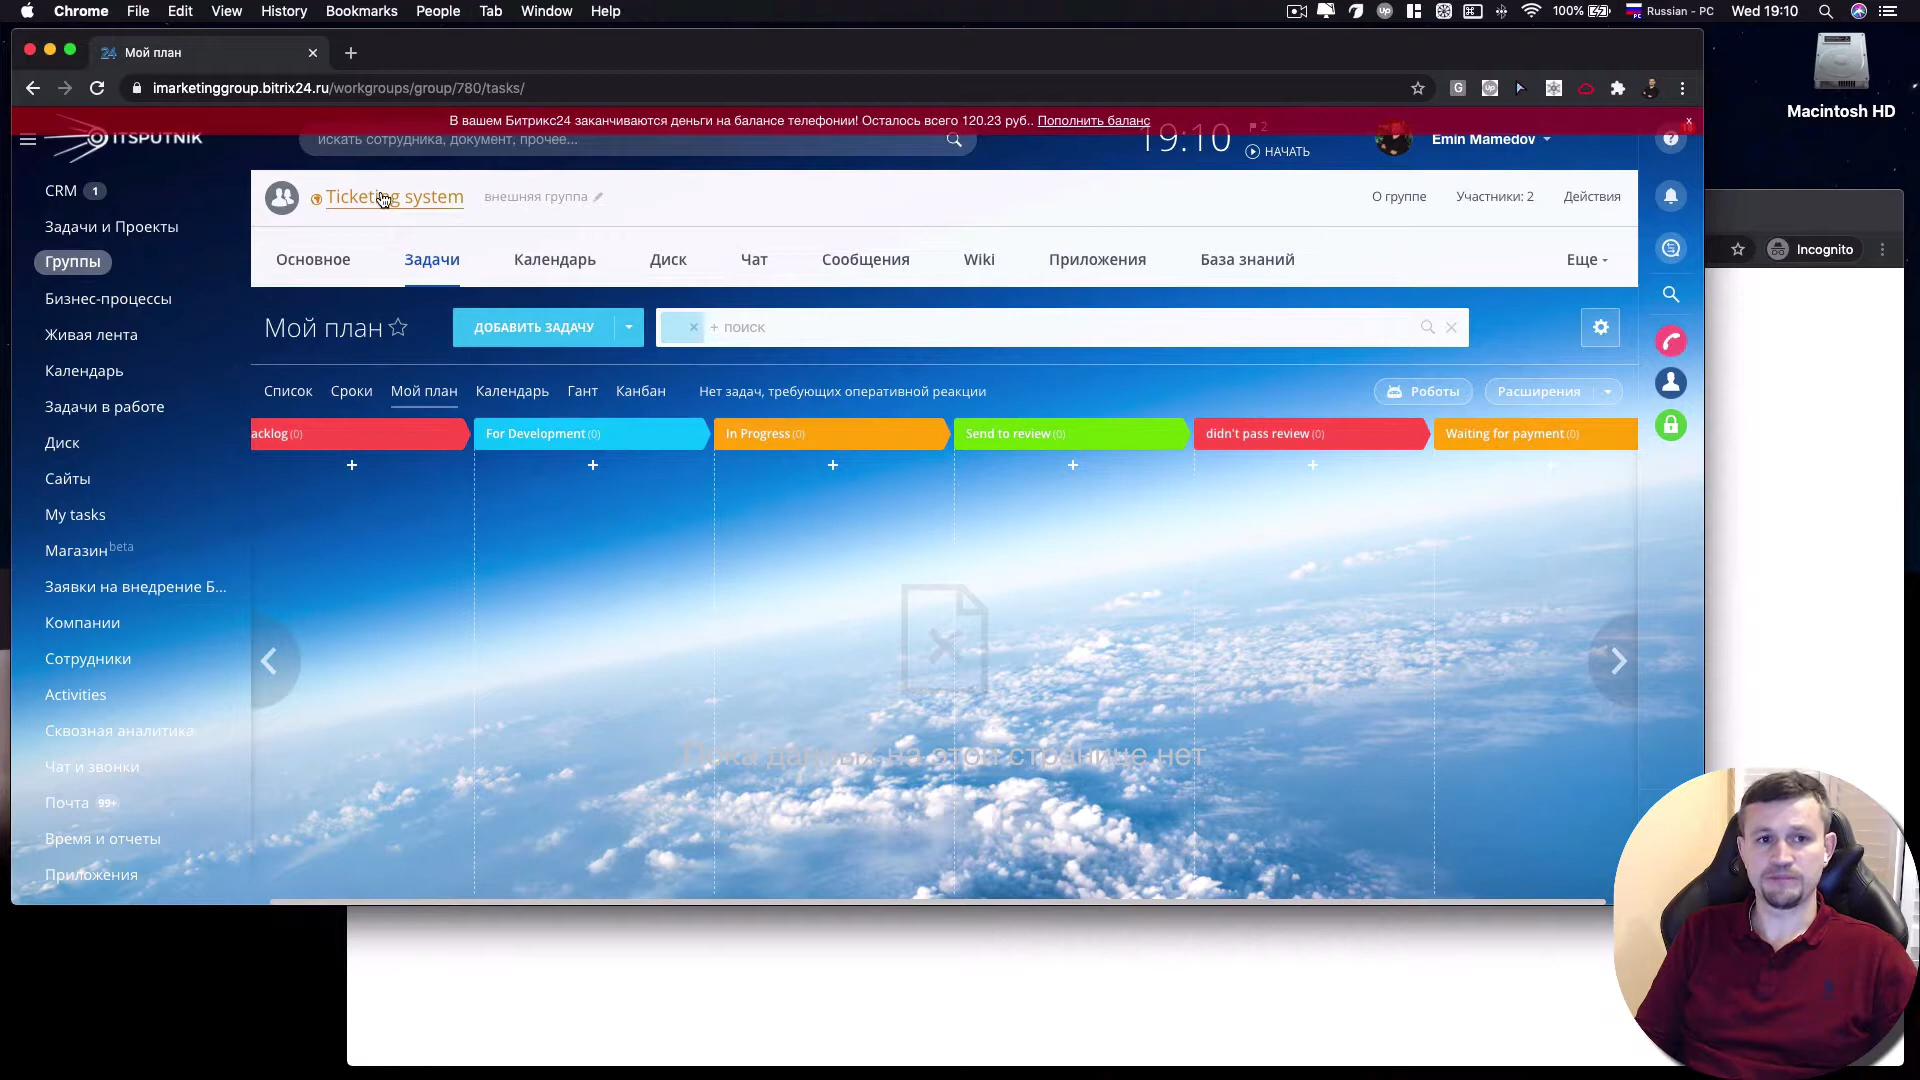 Chrome File Edit View History Bookmarks People Tab Window Help
100% Russian - PC Wed 19:10
Мой план
imarketinggroup.bitrix24.ru/workgroups/group/780/tasks/
Macintosh HD
В вашем Битрикс24 заканчиваются деньги на балансе телефонии! Осталось всего 120.23 руб.. Пополнить баланс
ITSPUTNIK
искать сотрудника, документ, прочее...
19:10
2
НАЧАТЬ
Emin Mamedov
CRM 1
Задачи и Проекты
Группы
Бизнес-процессы
Живая лента
Календарь
Задачи в работе
Диск
Сайты
My tasks
Магазин beta
Заявки на внедрение Б...
Компании
Сотрудники
Activities
Сквозная аналитика
Чат и звонки
Почта 99+
Время и отчеты
Приложения
Ticketing system
внешняя группа
О группе Участники: 2 Действия
Основное Задачи Календарь Диск Чат Сообщения Wiki Приложения База знаний Еще
Мой план
ДОБАВИТЬ ЗАДАЧУ
+ поиск
Список Сроки Мой план Календарь Гант Канбан Нет задач, требующих оперативной реакции
Роботы Расширения
acklog (0) For Development (0) In Progress (0) Send to review (0) didn't pass review (0) Waiting for payment (0)
Пока данных на этой странице нет
Incognito